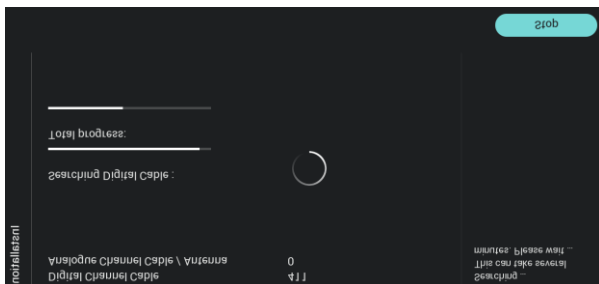 Installation
Digital Channel Cable 411
Analogue Channel Cable / Antenna 0
Searching Digital Cable :
Total progress:
Searching ...
This can take several
minutes. Please wait ...
Stop